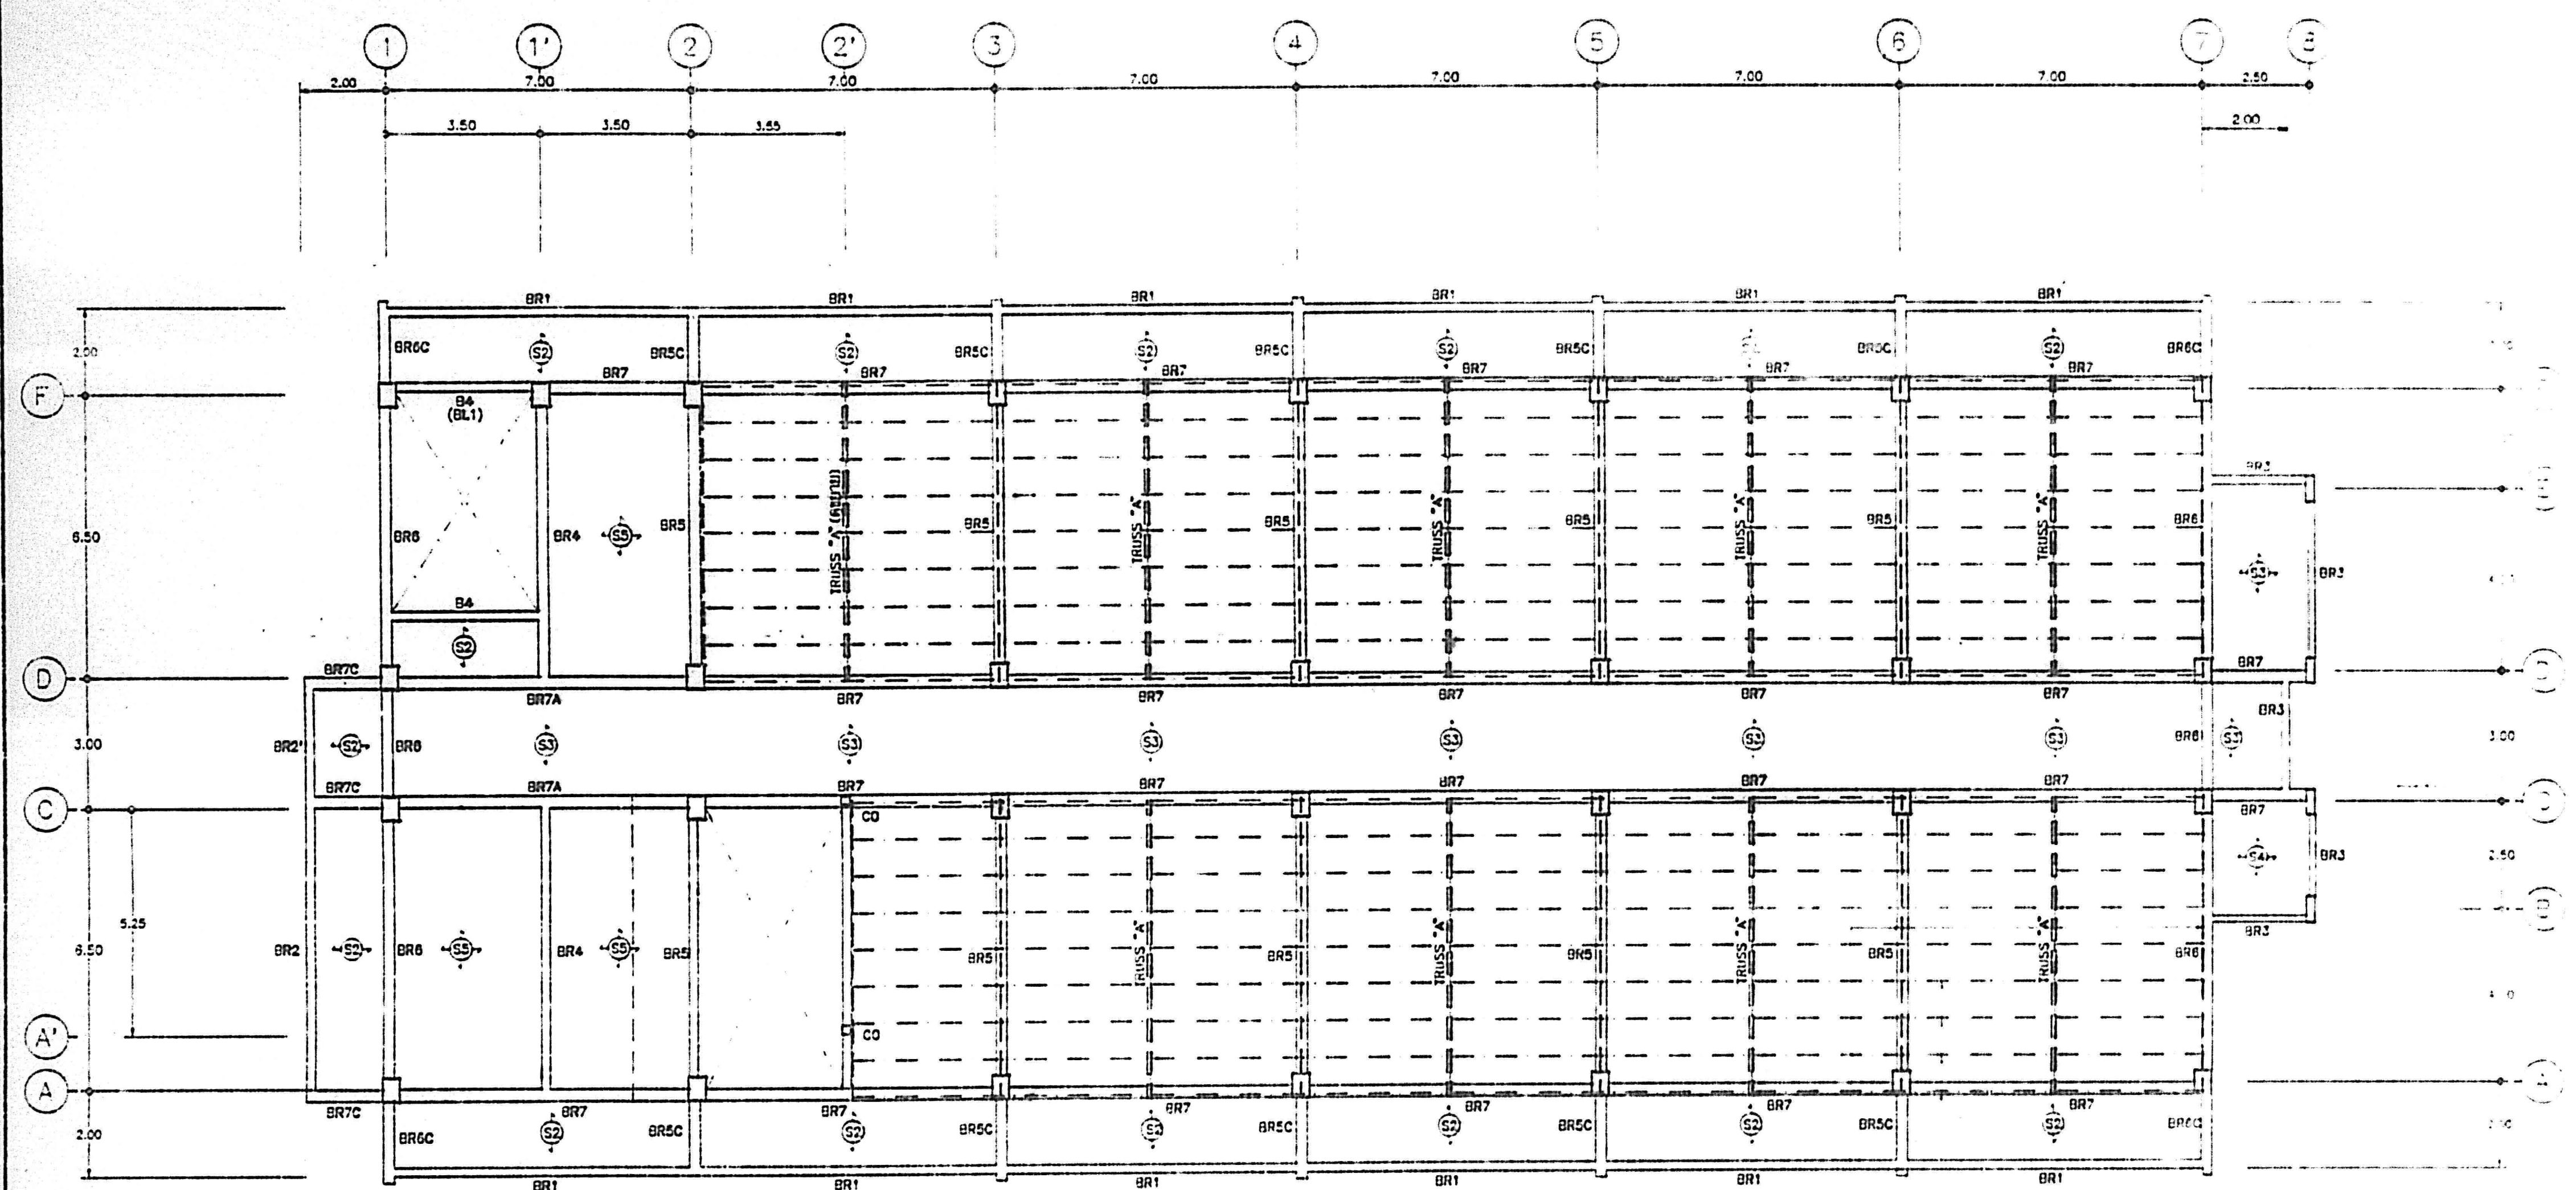 1 1' 2 2' 3 4 5 6 7 8
2.00 7.00 7.00 7.00 7.00 7.00 7.00 2.50
3.50 3.50 3.55 2.00
BR1 BR1 BR1 BR1 BR1 BR1
2.00 BR6C S2 BR5C S2 BR5C S2 BR5C S2 BR5C BR5C S2 BR6C
BR7 BR7 BR7 BR7 BR7 BR7
F
B4
(BL1)
BR3
TRUSS "A" TRUSS "A" TRUSS "A" TRUSS "A" TRUSS "A"
6.50 BR6 BR4 S5 BR5 BR5 BR5 BR5 BR5 BR6
S3 BR3
B4
S2
D BR7C BR7 D
BR7A BR7 BR7 BR7 BR7 BR7
BR3
3.00 BR2' S2 BR6 S3 S3 S3 S3 S3 S3 BR6 S3 3.00
BR7C BR7A BR7 BR7 BR7 BR7 BR7
C BR7 C
CO
S4 BR3 2.50
B
5.25 BR3
TRUSS "A" TRUSS "A" TRUSS "A" TRUSS "A"
6.50 BR2 S2 BR6 S5 BR4 S5 BR5 BR5 BR5 BR5 BR5 BR6
A' CO
A A
BR7C BR7 BR7 BR7 BR7 BR7 BR7
2.00 BR6C S2 BR5C S2 BR5C S2 BR5C S2 BR5C S2 BR5C S2 BR6C
BR1 BR1 BR1 BR1 BR1 BR1